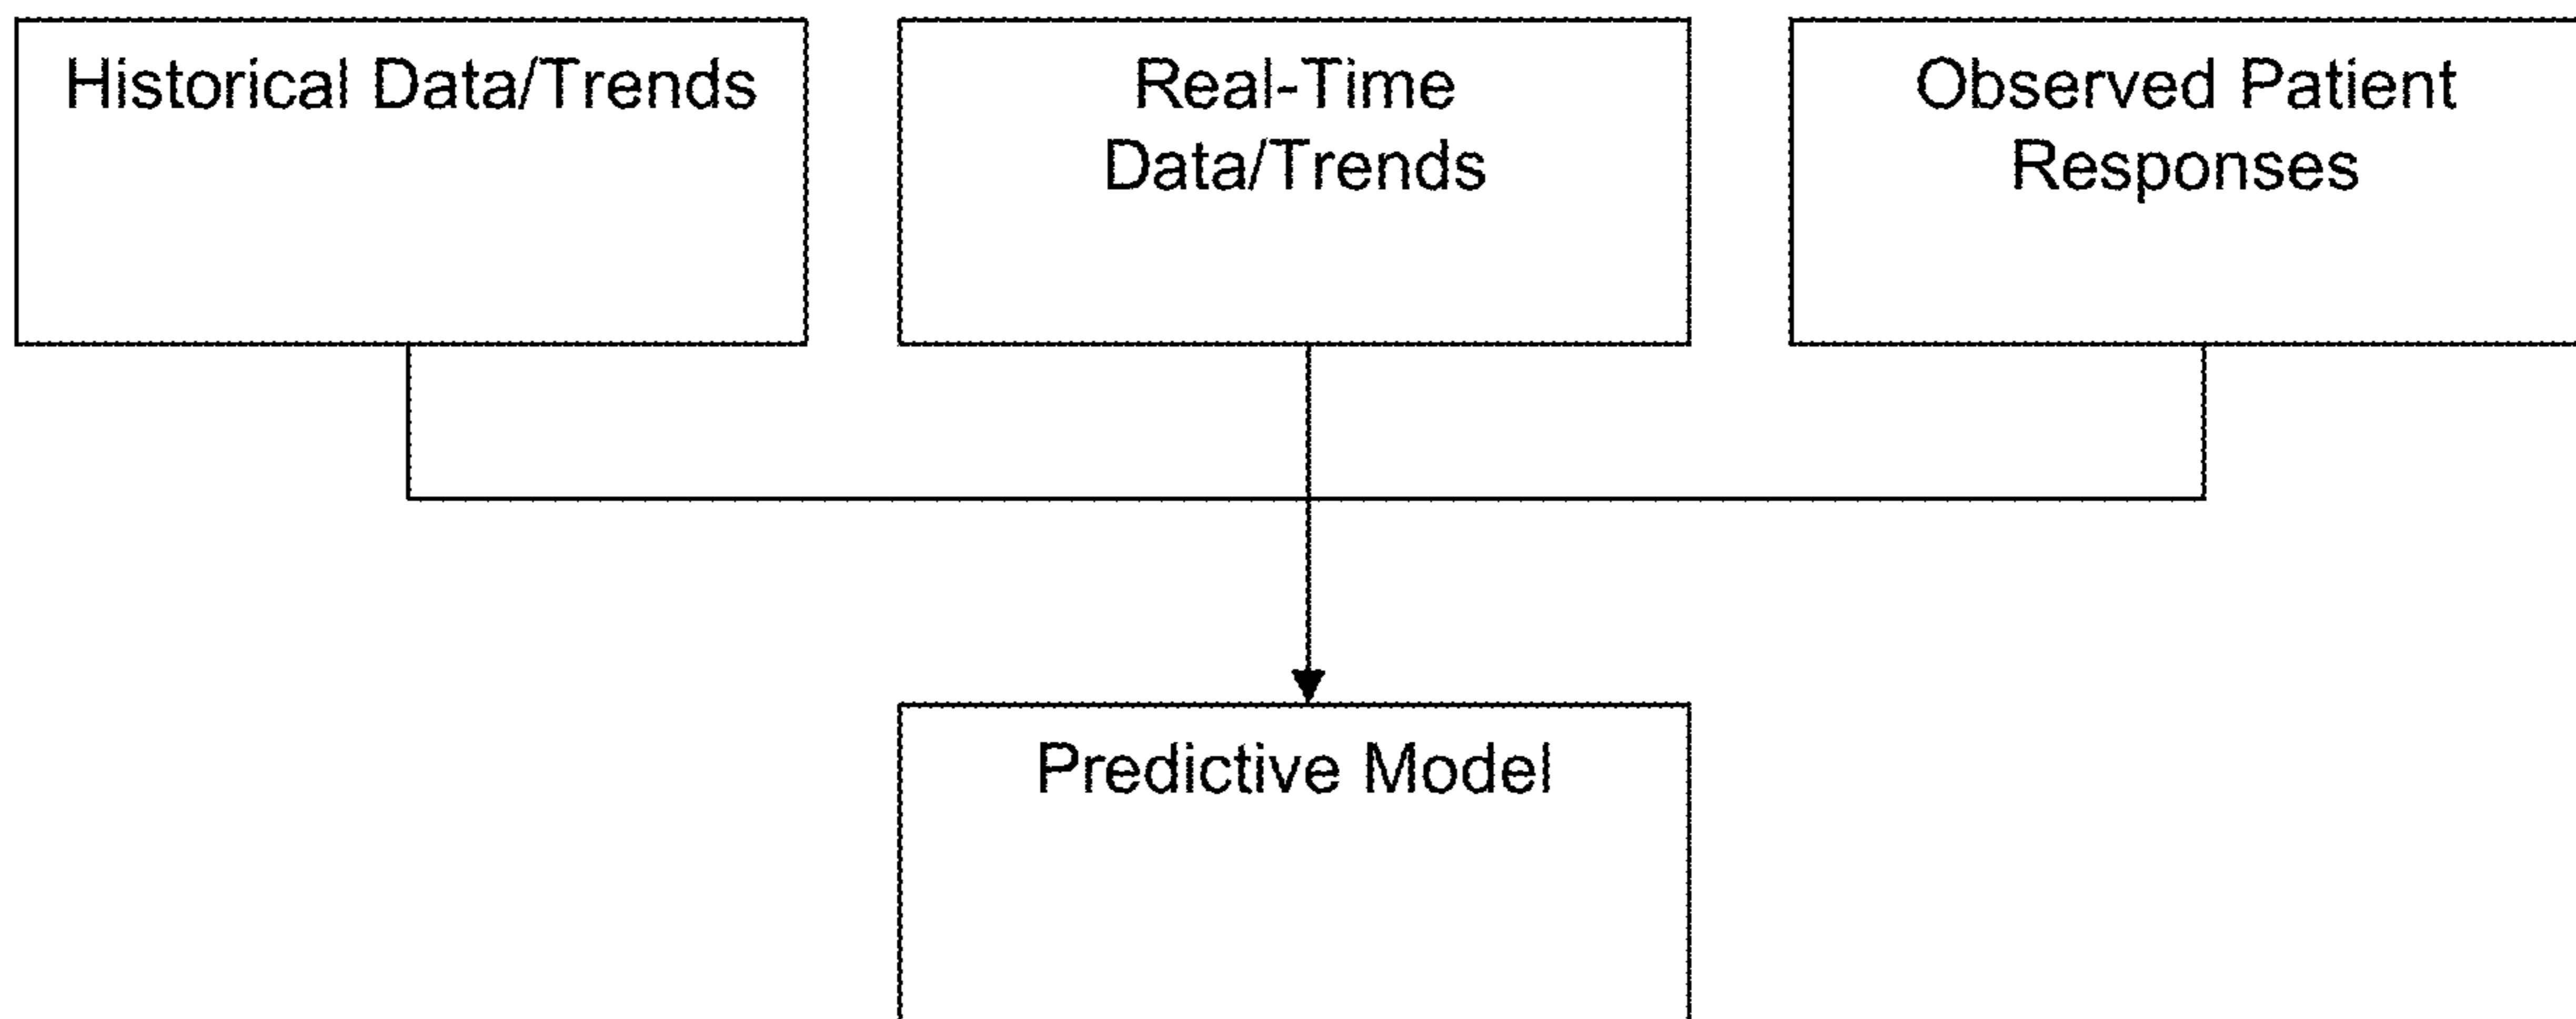 Historical Data/Trends
Real-Time
Data/Trends
Observed Patient
Responses
Predictive Model